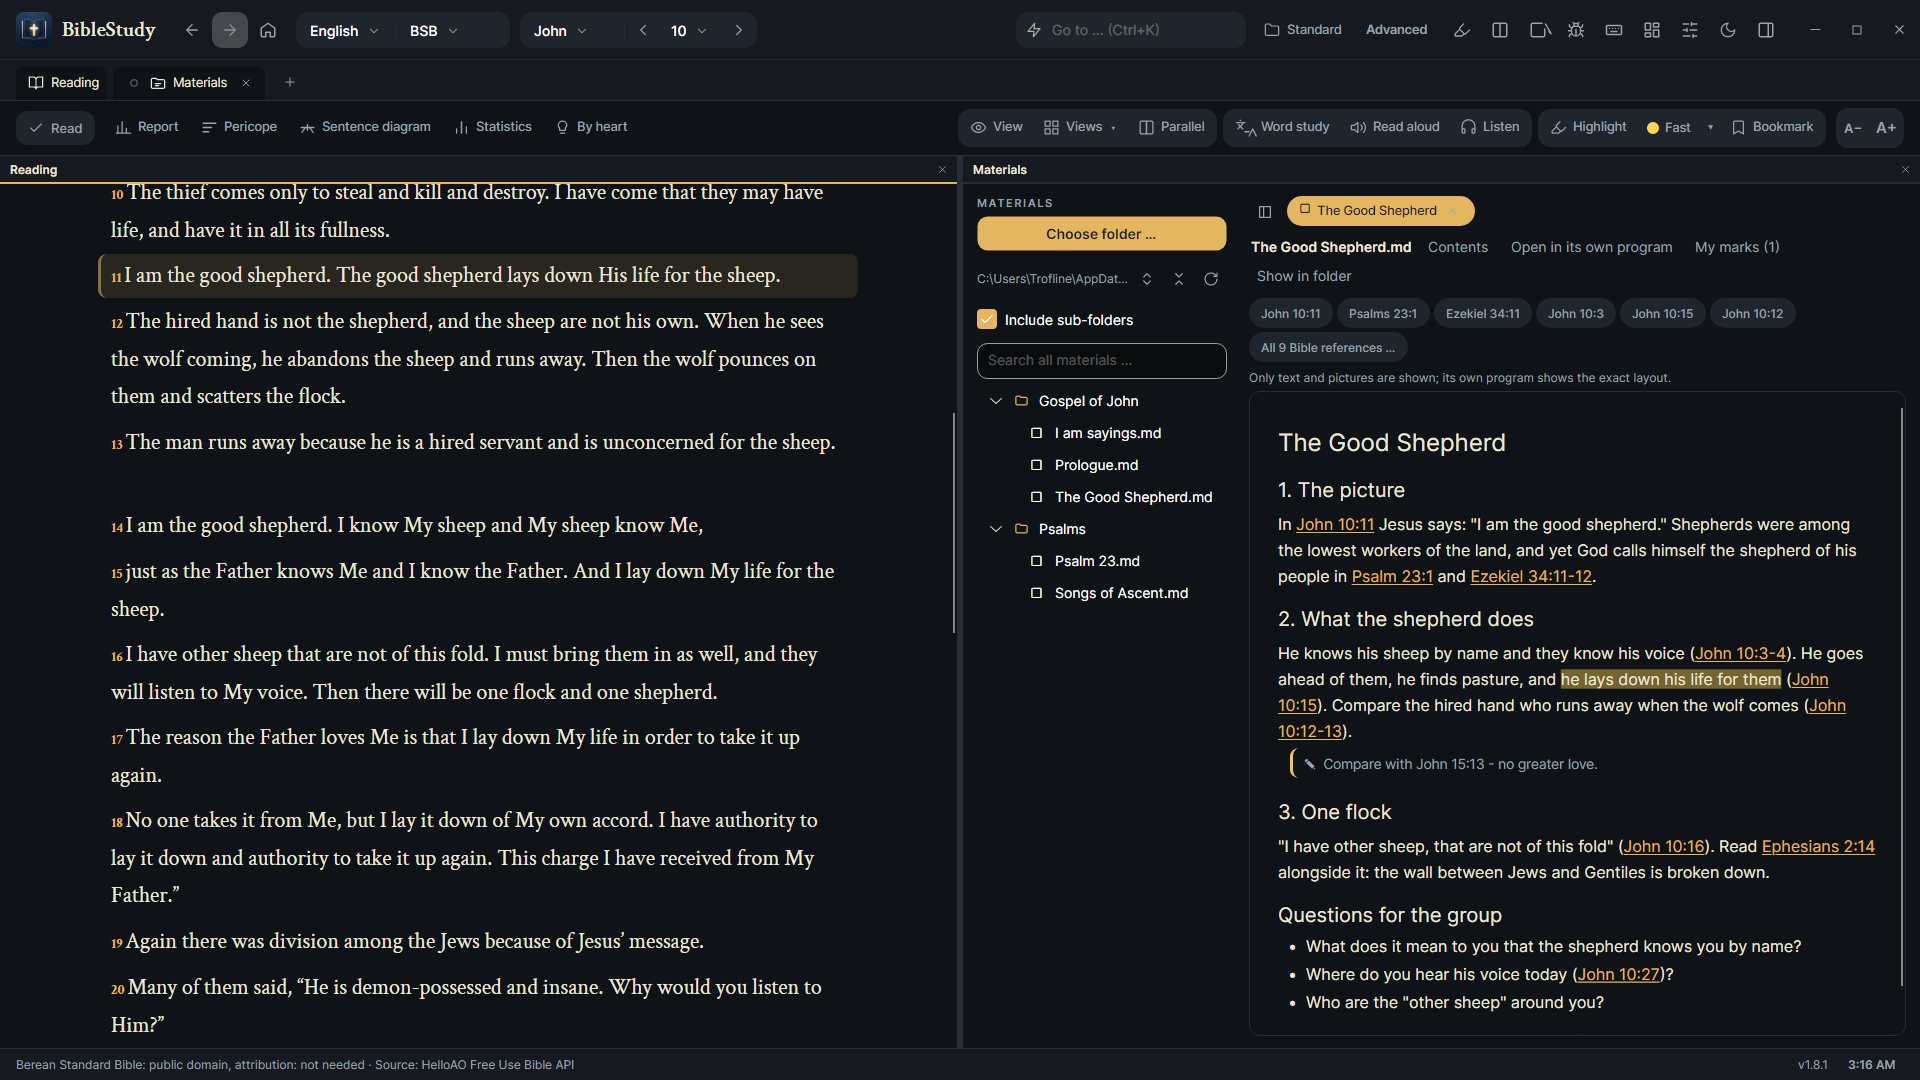 BibleStudy
English
BSB
John
10
Go to ... (Ctrl+K)
Standard
Advanced
Reading
Materials
Read
Report
Pericope
Sentence diagram
Statistics
By heart
View
Views
Parallel
Word study
Read aloud
Listen
Highlight
Fast
Bookmark
A−
A+
Reading
10 The thief comes only to steal and kill and destroy. I have come that they may have
life, and have it in all its fullness.
11 I am the good shepherd. The good shepherd lays down His life for the sheep.
12 The hired hand is not the shepherd, and the sheep are not his own. When he sees
the wolf coming, he abandons the sheep and runs away. Then the wolf pounces on
them and scatters the flock.
13 The man runs away because he is a hired servant and is unconcerned for the sheep.
14 I am the good shepherd. I know My sheep and My sheep know Me,
15 just as the Father knows Me and I know the Father. And I lay down My life for the
sheep.
16 I have other sheep that are not of this fold. I must bring them in as well, and they
will listen to My voice. Then there will be one flock and one shepherd.
17 The reason the Father loves Me is that I lay down My life in order to take it up
again.
18 No one takes it from Me, but I lay it down of My own accord. I have authority to
lay it down and authority to take it up again. This charge I have received from My
Father.”
19 Again there was division among the Jews because of Jesus’ message.
20 Many of them said, “He is demon-possessed and insane. Why would you listen to
Him?”
Materials
MATERIALS
Choose folder ...
C:\Users\Trofline\AppDat...
Include sub-folders
Search all materials ...
Gospel of John
I am sayings.md
Prologue.md
The Good Shepherd.md
Psalms
Psalm 23.md
Songs of Ascent.md
The Good Shepherd
The Good Shepherd.md
Contents
Open in its own program
My marks (1)
Show in folder
John 10:11
Psalms 23:1
Ezekiel 34:11
John 10:3
John 10:15
John 10:12
All 9 Bible references ...
Only text and pictures are shown; its own program shows the exact layout.
The Good Shepherd
1. The picture
In John 10:11 Jesus says: "I am the good shepherd." Shepherds were among
the lowest workers of the land, and yet God calls himself the shepherd of his
people in Psalm 23:1 and Ezekiel 34:11-12.
2. What the shepherd does
He knows his sheep by name and they know his voice (John 10:3-4). He goes
ahead of them, he finds pasture, and he lays down his life for them (John
10:15). Compare the hired hand who runs away when the wolf comes (John
10:12-13).
Compare with John 15:13 - no greater love.
3. One flock
"I have other sheep, that are not of this fold" (John 10:16). Read Ephesians 2:14
alongside it: the wall between Jews and Gentiles is broken down.
Questions for the group
• What does it mean to you that the shepherd knows you by name?
• Where do you hear his voice today (John 10:27)?
• Who are the "other sheep" around you?
Berean Standard Bible: public domain, attribution: not needed · Source: HelloAO Free Use Bible API
v1.8.1
3:16 AM